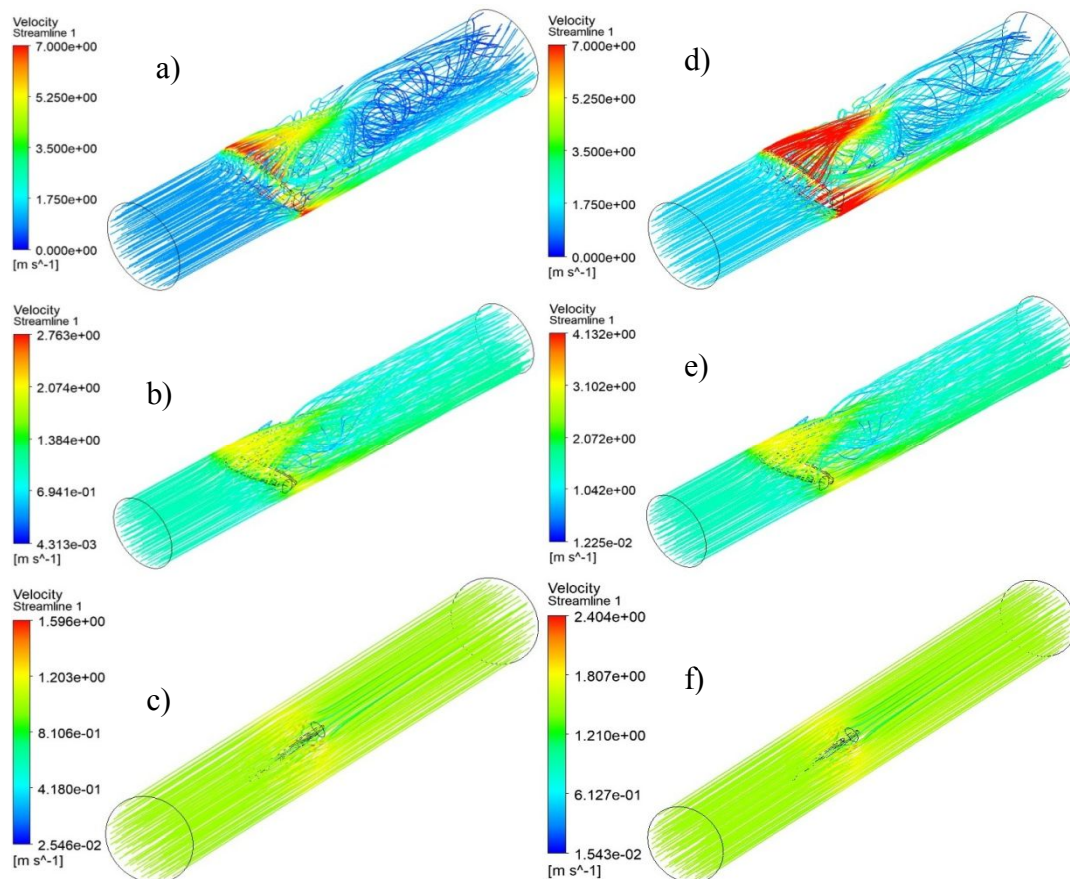 Velocity
Streamline 1
7.000e+00
5.250e+00
3.500e+00
1.750e+00
0.000e+00
[m s^-1]
a)
Velocity
Streamline 1
7.000e+00
5.250e+00
3.500e+00
1.750e+00
0.000e+00
[m s^-1]
d)
Velocity
Streamline 1
2.763e+00
2.074e+00
1.384e+00
6.941e-01
4.313e-03
[m s^-1]
b)
Velocity
Streamline 1
4.132e+00
3.102e+00
2.072e+00
1.042e+00
1.225e-02
[m s^-1]
e)
Velocity
Streamline 1
1.596e+00
1.203e+00
8.106e-01
4.180e-01
2.546e-02
[m s^-1]
c)
Velocity
Streamline 1
2.404e+00
1.807e+00
1.210e+00
6.127e-01
1.543e-02
[m s^-1]
f)